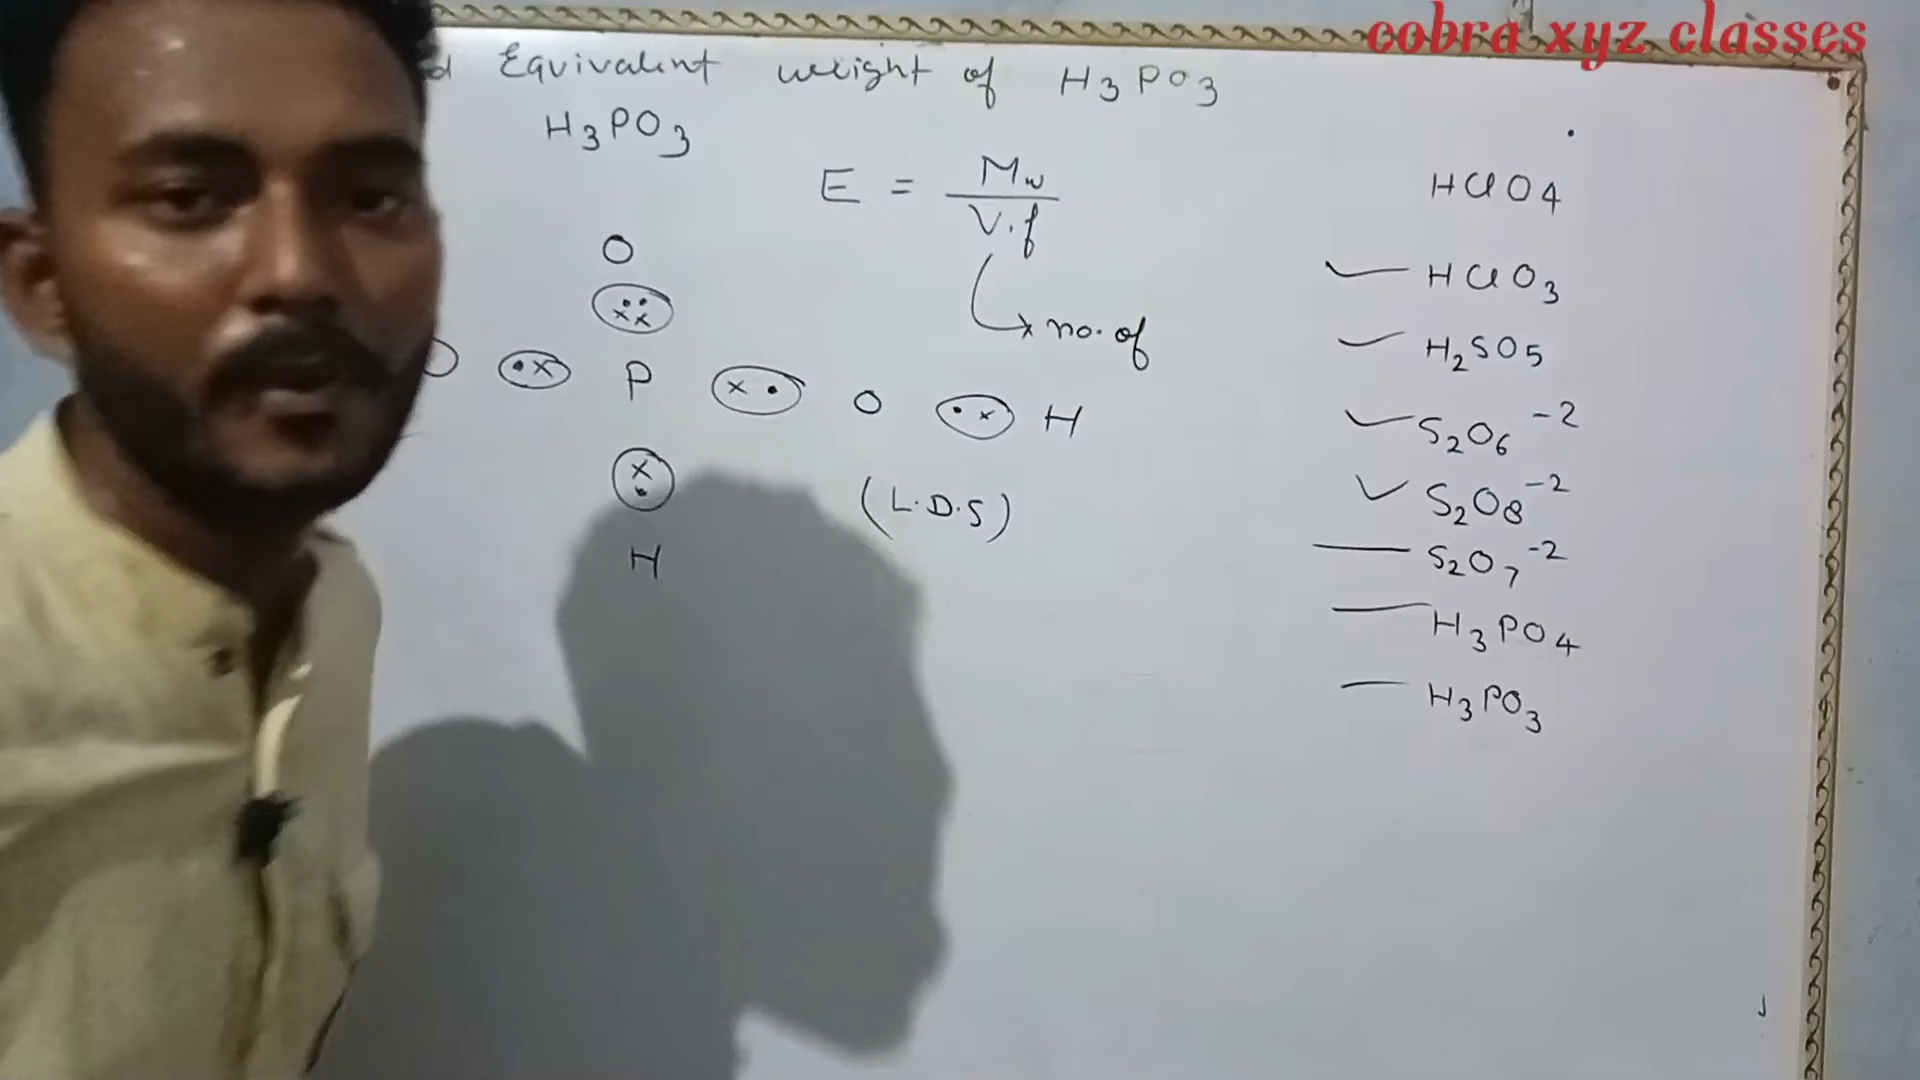 cobra xyz classes
Equivalent weight of H3PO3
H3PO3
E = Mw / V.f
no. of
O
P O H
(L.D.S)
H
HClO4
HClO3
H2SO5
S2O6 -2
S2O8 -2
S2O7 -2
H3PO4
H3PO3